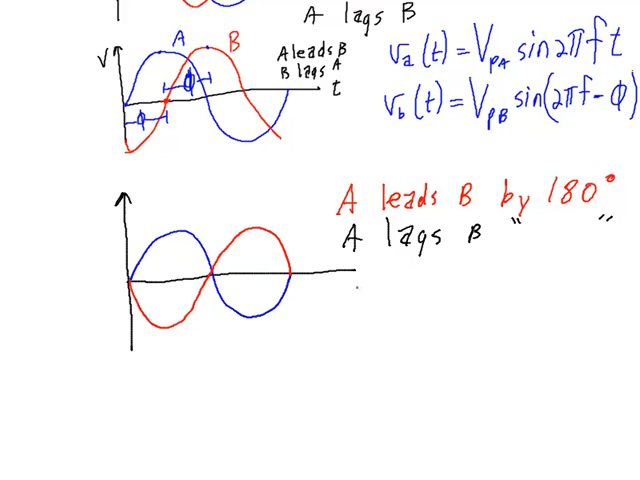 A lags B
A B
A leads B
B lags A
V
ϕ
ϕ
t
v_a(t) = V_PA sin 2πft
v_b(t) = V_PB sin(2πf - ϕ)
A leads B by 180°
A lags B " "